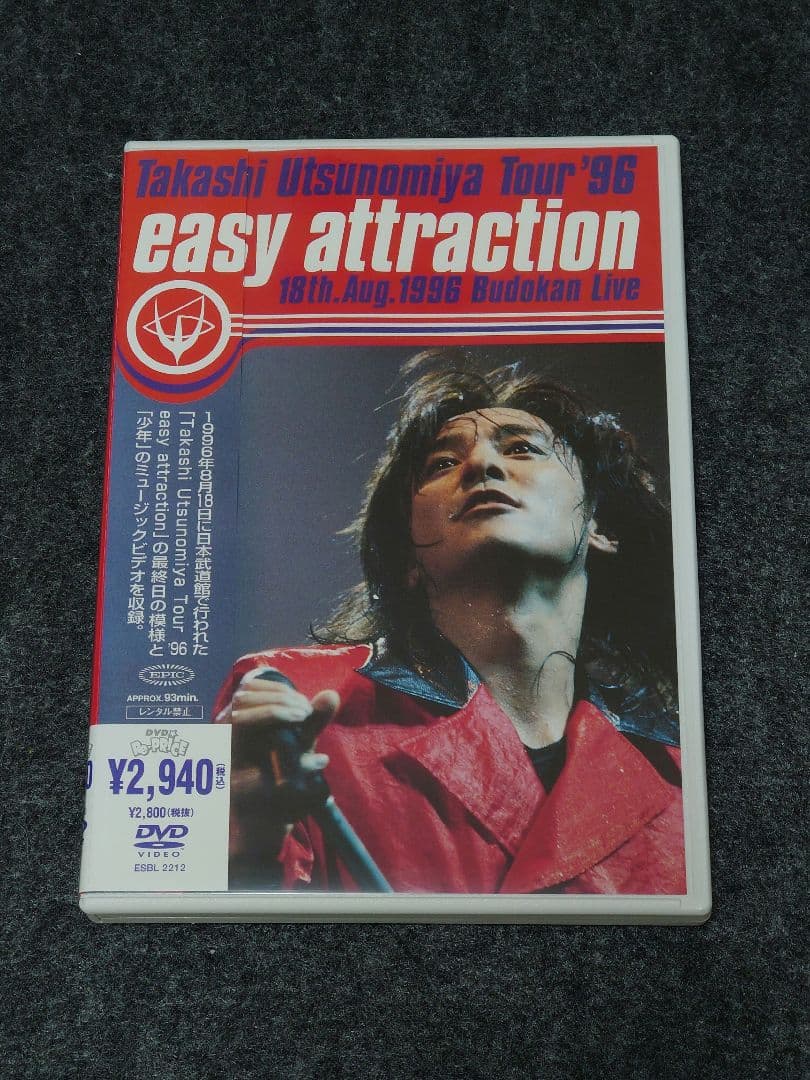 Takashi Utsunomiya Tour '96
easy attraction
18th.Aug.1996 Budokan Live
1996年8月18日に日本武道館で行われた
「Takashi Utsunomiya Tour '96
easy attraction」の最終日の模様と
「少年」のミュージックビデオを収録。
EPIC
APPROX.93min.
レンタル禁止
DVD
Re-PRiCE
¥2,940(税込)
¥2,800(税抜)
DVD
VIDEO
ESBL 2212